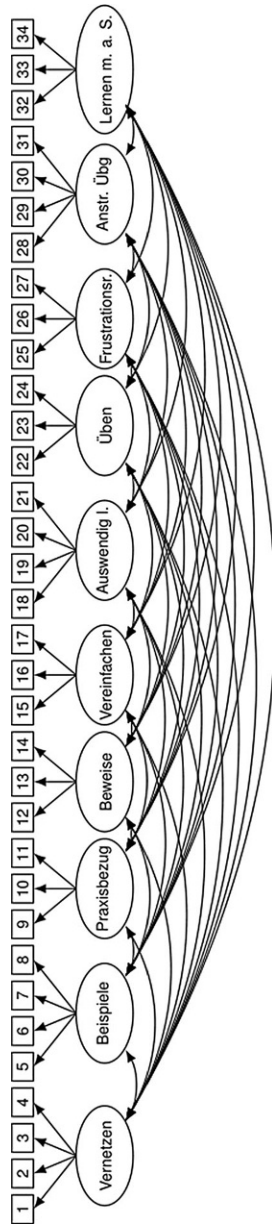 1 2 3 4 5 6 7 8 9 10 11 12 13 14 15 16 17 18 19 20 21 22 23 24 25 26 27 28 29 30 31 32 33 34
Vernetzen Beispiele Praxisbezug Beweise Vereinfachen Auswendig l. Üben Frustrationsr. Anstr. Übg Lernen m. a. S.